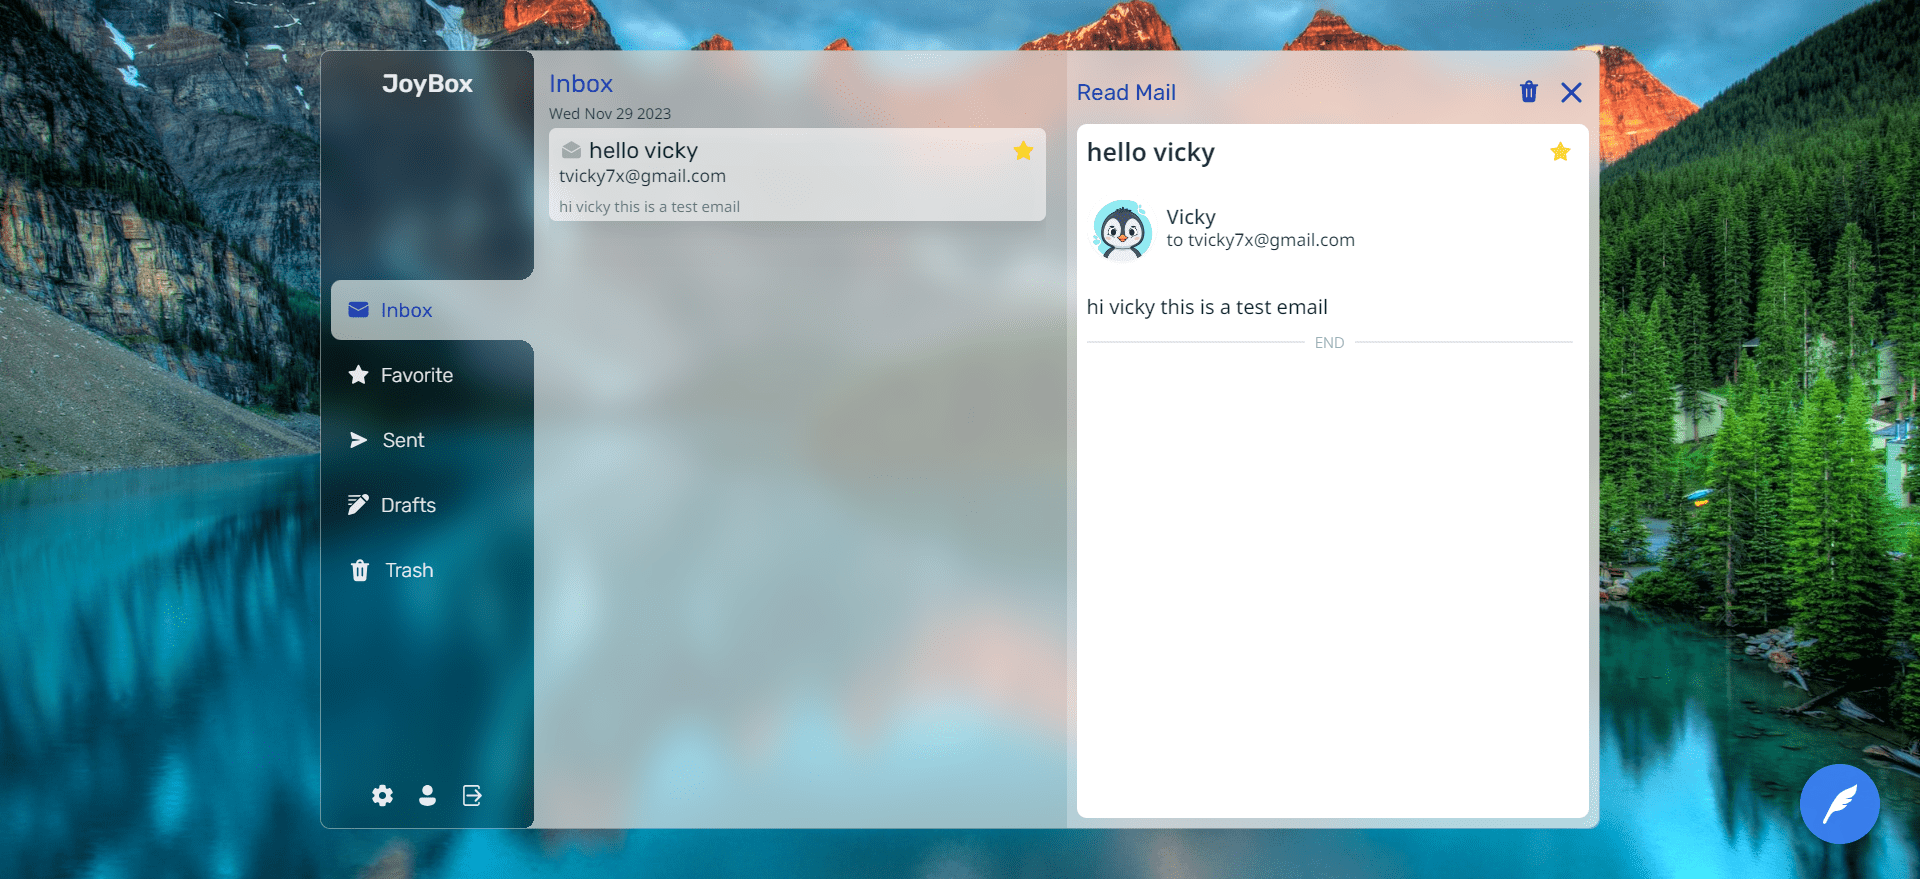 JoyBox
Inbox
Favorite
Sent
Drafts
Trash
Inbox
Wed Nov 29 2023
hello vicky
tvicky7x@gmail.com
hi vicky this is a test email
Read Mail
hello vicky
Vicky
to tvicky7x@gmail.com
hi vicky this is a test email
END